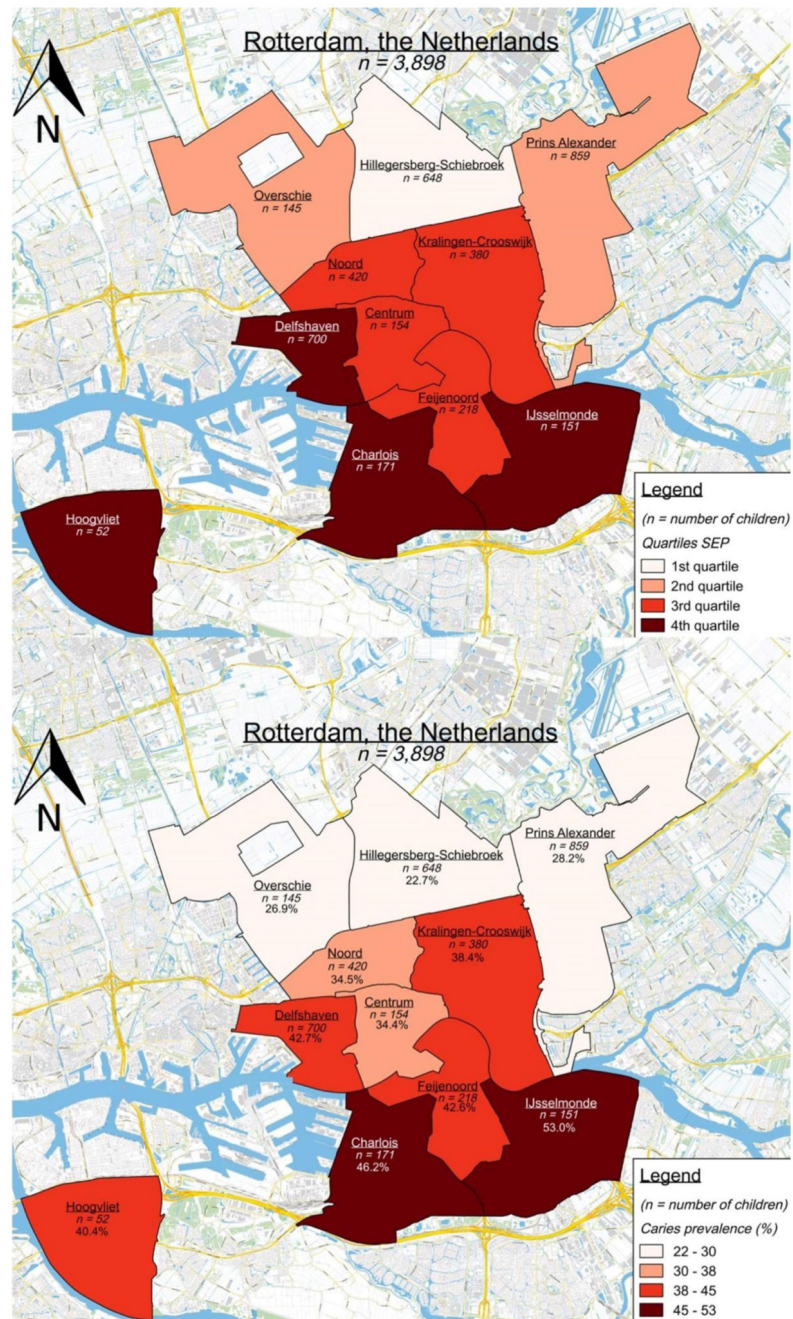 Rotterdam, the Netherlands
n = 3,898
N
Prins Alexander
n = 859
Hillegersberg-Schiebroek
n = 648
Overschie
n = 145
Kralingen-Crooswijk
n = 380
Noord
n = 420
Centrum
n = 154
Delfshaven
n = 700
Feijenoord
n = 218
IJsselmonde
n = 151
Charlois
n = 171
Hoogvliet
n = 52
Legend
(n = number of children)
Quartiles SEP
1st quartile
2nd quartile
3rd quartile
4th quartile
Rotterdam, the Netherlands
n = 3,898
N
Prins Alexander
n = 859
28.2%
Hillegersberg-Schiebroek
n = 648
22.7%
Overschie
n = 145
26.9%
Kralingen-Crooswijk
n = 380
38.4%
Noord
n = 420
34.5%
Centrum
n = 154
34.4%
Delfshaven
n = 700
42.7%
Feijenoord
n = 218
42.6%
IJsselmonde
n = 151
53.0%
Charlois
n = 171
46.2%
Hoogvliet
n = 52
40.4%
Legend
(n = number of children)
Caries prevalence (%)
22 - 30
30 - 38
38 - 45
45 - 53